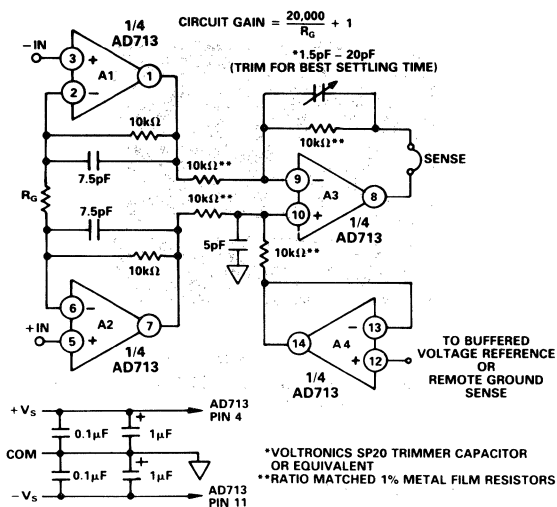 CIRCUIT GAIN = 20,000 / RG + 1
*1.5pF – 20pF
(TRIM FOR BEST SETTLING TIME)
1/4
AD713
–IN
3
+
A1
1
2
–
10kΩ
7.5pF
RG
7.5pF
10kΩ
10kΩ**
10kΩ**
5pF
10kΩ**
SENSE
10kΩ**
9
–
A3
8
10
+
1/4
AD713
6
–
A2
7
+IN
5
+
1/4
AD713
14
–
13
A4
+
12
1/4
AD713
TO BUFFERED
VOLTAGE REFERENCE
OR
REMOTE GROUND
SENSE
+VS
AD713
PIN 4
0.1µF
+
1µF
COM
0.1µF
+
1µF
–VS
AD713
PIN 11
*VOLTRONICS SP20 TRIMMER CAPACITOR
OR EQUIVALENT
**RATIO MATCHED 1% METAL FILM RESISTORS